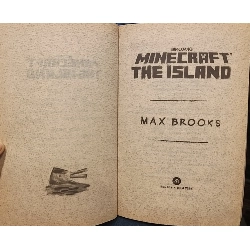 MINECRAFT
THE ISLAND
MAX BROOKS